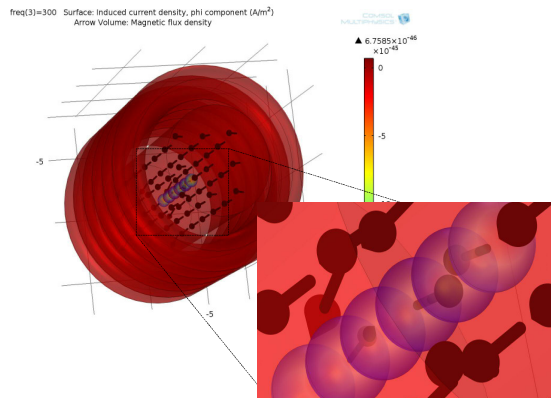 freq(3)=300 Surface: Induced current density, phi component (A/m²)
Arrow Volume: Magnetic flux density
COMSOL
MULTIPHYSICS
▲ 6.7585×10⁻⁴⁶
×10⁻⁴⁵
0
-5
-5
-5